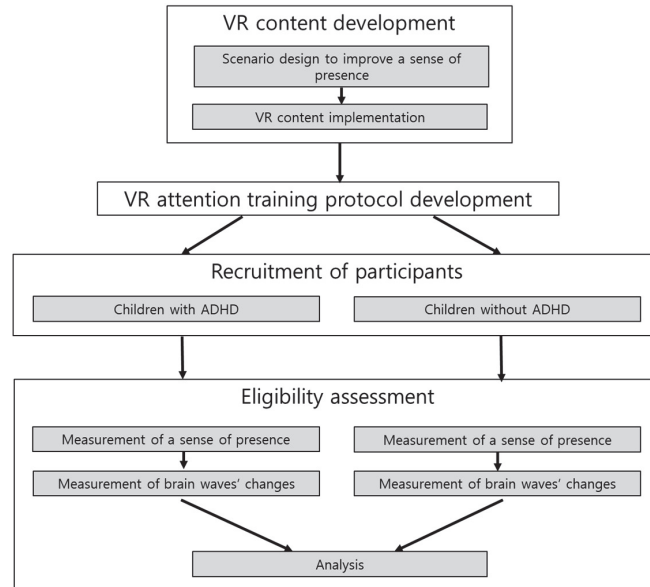 VR content development
Scenario design to improve a sense of
presence
VR content implementation
VR attention training protocol development
Recruitment of participants
Children with ADHD
Children without ADHD
Eligibility assessment
Measurement of a sense of presence
Measurement of a sense of presence
Measurement of brain waves’ changes
Measurement of brain waves’ changes
Analysis